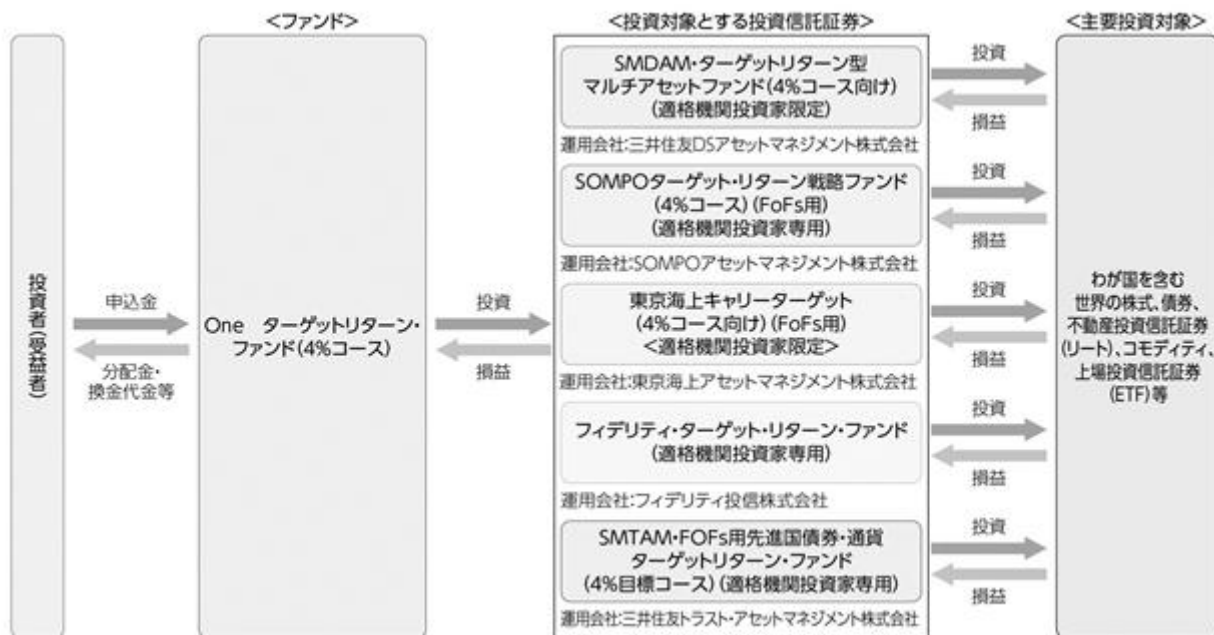 <ファンド>
<投資対象とする投資信託証券>
<主要投資対象>
投資者(受益者)
申込金
分配金・
換金代金等
One ターゲットリターン・
ファンド(4%コース)
投資
損益
SMDAM・ターゲットリターン型
マルチアセットファンド(4%コース向け)
(適格機関投資家限定)
運用会社:三井住友DSアセットマネジメント株式会社
投資
損益
SOMPOターゲット・リターン戦略ファンド
(4%コース)(FoFs用)
(適格機関投資家専用)
運用会社:SOMPOアセットマネジメント株式会社
投資
損益
東京海上キャリーターゲット
(4%コース向け)(FoFs用)
<適格機関投資家限定>
運用会社:東京海上アセットマネジメント株式会社
投資
損益
フィデリティ・ターゲット・リターン・ファンド
(適格機関投資家専用)
運用会社:フィデリティ投信株式会社
投資
損益
SMTAM・FOFs用先進国債券・通貨
ターゲットリターン・ファンド
(4%目標コース)(適格機関投資家専用)
運用会社:三井住友トラスト・アセットマネジメント株式会社
投資
損益
わが国を含む
世界の株式、債券、
不動産投資信託証券
(リート)、コモディティ、
上場投資信託証券
(ETF)等